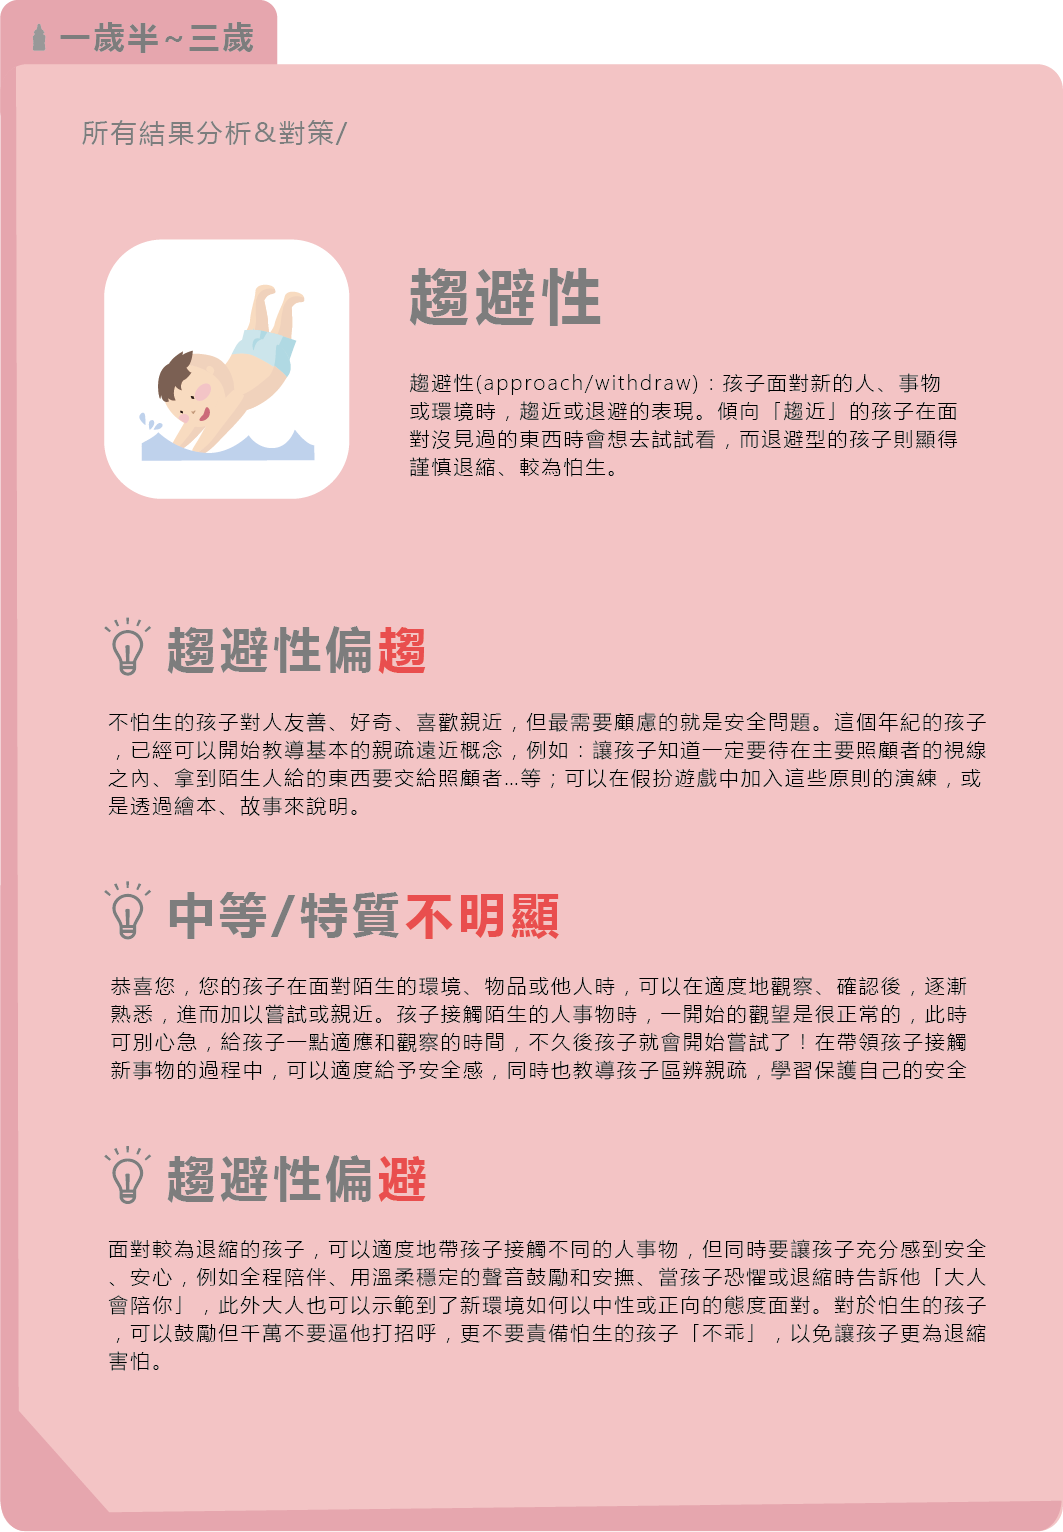 一歲半~三歲
所有結果分析&對策/
趨避性
趨避性(approach/withdraw)：孩子面對新的人、事物
或環境時，趨近或退避的表現。傾向「趨近」的孩子在面
對沒見過的東西時會想去試試看，而退避型的孩子則顯得
謹慎退縮、較為怕生。
趨避性偏趨
不怕生的孩子對人友善、好奇、喜歡親近，但最需要顧慮的就是安全問題。這個年紀的孩子
，已經可以開始教導基本的親疏遠近概念，例如：讓孩子知道一定要待在主要照顧者的視線
之內、拿到陌生人給的東西要交給照顧者...等；可以在假扮遊戲中加入這些原則的演練，或
是透過繪本、故事來說明。
中等/特質不明顯
恭喜您，您的孩子在面對陌生的環境、物品或他人時，可以在適度地觀察、確認後，逐漸
熟悉，進而加以嘗試或親近。孩子接觸陌生的人事物時，一開始的觀望是很正常的，此時
可別心急，給孩子一點適應和觀察的時間，不久後孩子就會開始嘗試了！在帶領孩子接觸
新事物的過程中，可以適度給予安全感，同時也教導孩子區辨親疏，學習保護自己的安全
趨避性偏避
面對較為退縮的孩子，可以適度地帶孩子接觸不同的人事物，但同時要讓孩子充分感到安全
、安心，例如全程陪伴、用溫柔穩定的聲音鼓勵和安撫、當孩子恐懼或退縮時告訴他「大人
會陪你」，此外大人也可以示範到了新環境如何以中性或正向的態度面對。對於怕生的孩子
，可以鼓勵但千萬不要逼他打招呼，更不要責備怕生的孩子「不乖」，以免讓孩子更為退縮
害怕。